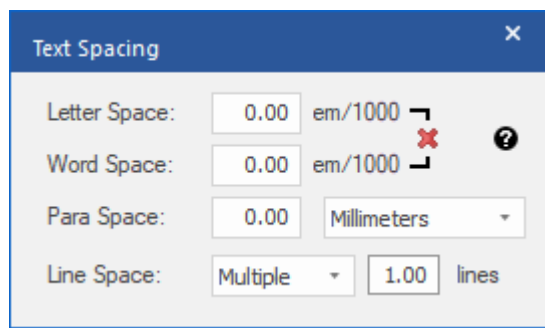 Text Spacing
Letter Space: 0.00 em/1000
Word Space: 0.00 em/1000
Para Space: 0.00 Millimeters
Line Space: Multiple 1.00 lines